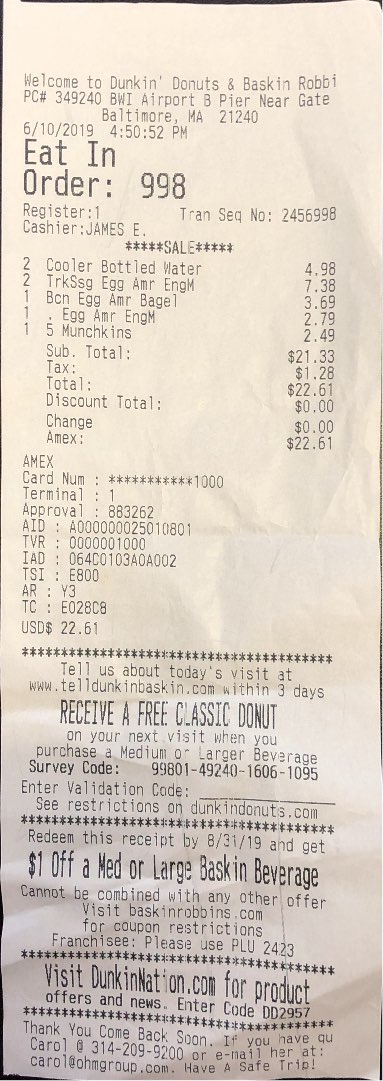 Welcome to Dunkin' Donuts & Baskin Robbi
PC# 349240 BWI Airport B Pier Near Gate
Baltimore, MA 21240
6/10/2019 4:50:52 PM
Eat In
Order: 998
Register:1 Tran Seq No: 2456998
Cashier:JAMES E.
*****SALE*****
2 Cooler Bottled Water 4.98
2 TrkSsg Egg Amr EngM 7.38
1 Bcn Egg Amr Bagel 3.69
1 . Egg Amr EngM 2.79
1 5 Munchkins 2.49
Sub. Total: $21.33
Tax: $1.28
Total: $22.61
Discount Total: $0.00
Change $0.00
Amex: $22.61
AMEX
Card Num : ***********1000
Terminal : 1
Approval : 883262
AID : A000000025010801
TVR : 0000001000
IAD : 064C0103A0A002
TSI : E800
AR : Y3
TC : E028C8
USD$ 22.61
****************************************
Tell us about today's visit at
www.telldunkinbaskin.com within 3 days
RECEIVE A FREE CLASSIC DONUT
on your next visit when you
purchase a Medium or Larger Beverage
Survey Code: 99801-49240-1606-1095
Enter Validation Code: _______________
See restrictions on dunkindonuts.com
****************************************
Redeem this receipt by 8/31/19 and get
$1 Off a Med or Large Baskin Beverage
Cannot be combined with any other offer
Visit baskinrobbins.com
for coupon restrictions
Franchisee: Please use PLU 2423
****************************************
Visit DunkinNation.com for product
offers and news. Enter Code DD2957
****************************************
Thank You Come Back Soon. If you have qu
Carol @ 314-209-9200 or e-mail her at:
carol@ohmgroup.com. Have A Safe Trip!